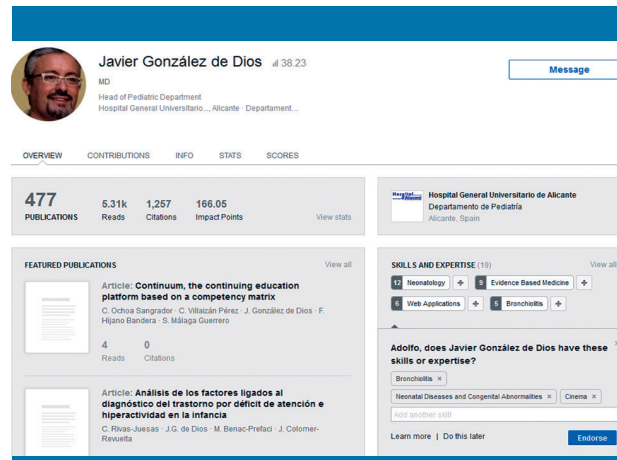 Javier González de Dios 38.23
MD
Head of Pediatric Department
Hospital General Universitario..., Alicante · Departament...
Message
OVERVIEW CONTRIBUTIONS INFO STATS SCORES
477
PUBLICATIONS
5.31k 1,257 166.05
Reads Citations Impact Points
View stats
Hospital General Universitario de Alicante
Departamento de Pediatría
Alicante, Spain
FEATURED PUBLICATIONS View all
Article: Continuum, the continuing education
platform based on a competency matrix
C. Ochoa Sangrador · C. Villaizán Pérez · J. González de Dios · F.
Hijano Bandera · S. Málaga Guerrero
4 0
Reads Citations
Article: Análisis de los factores ligados al
diagnóstico del trastorno por déficit de atención e
hiperactividad en la infancia
C. Rivas-Juesas · J.G. de Dios · M. Benac-Prefaci · J. Colomer-
Revuelta
SKILLS AND EXPERTISE (19) View all
12 Neonatology + 9 Evidence Based Medicine +
6 Web Applications + 5 Bronchiolitis +
Adolfo, does Javier González de Dios have these
skills or expertise?
Bronchiolitis ×
Neonatal Diseases and Congenital Abnormalities × Cinema ×
Add another skill
Learn more | Do this later
Endorse